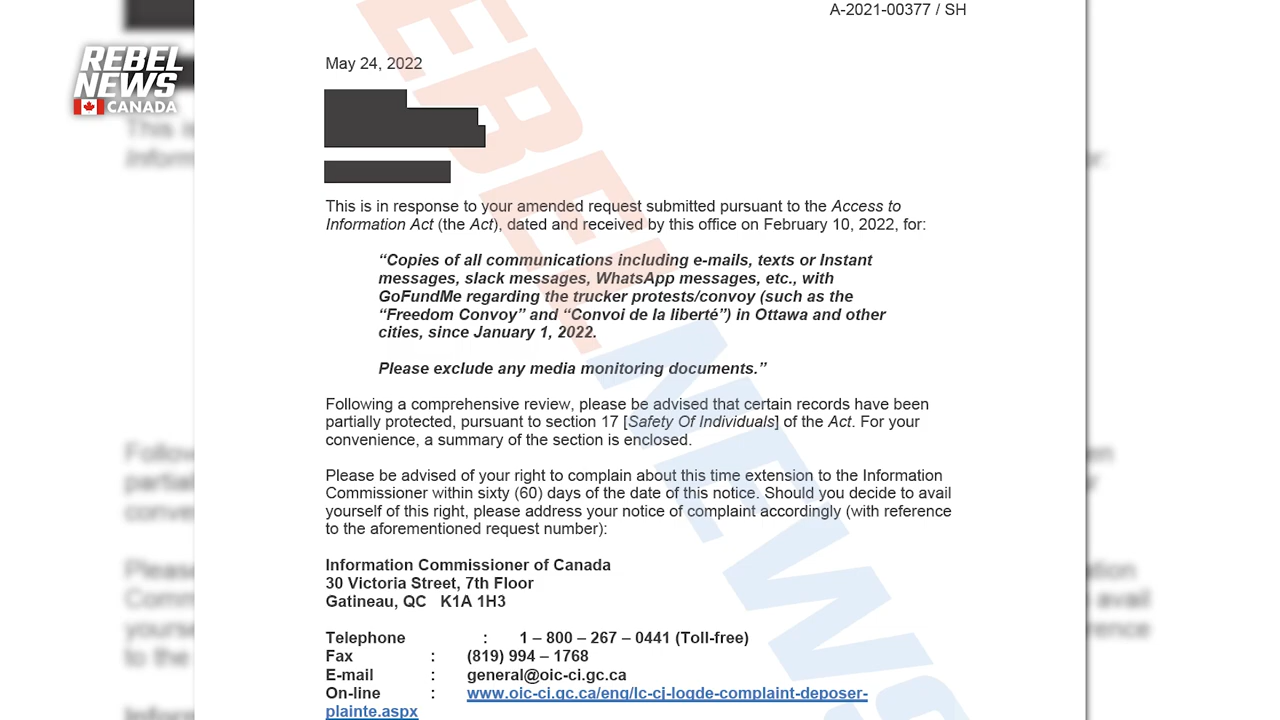 A-2021-00377 / SH
REBEL
NEWS
CANADA
May 24, 2022
This is in response to your amended request submitted pursuant to the Access to
Information Act (the Act), dated and received by this office on February 10, 2022, for:
“Copies of all communications including e-mails, texts or Instant
messages, slack messages, WhatsApp messages, etc., with
GoFundMe regarding the trucker protests/convoy (such as the
“Freedom Convoy” and “Convoi de la liberté”) in Ottawa and other
cities, since January 1, 2022.
Please exclude any media monitoring documents.”
Following a comprehensive review, please be advised that certain records have been
partially protected, pursuant to section 17 [Safety Of Individuals] of the Act. For your
convenience, a summary of the section is enclosed.
Please be advised of your right to complain about this time extension to the Information
Commissioner within sixty (60) days of the date of this notice. Should you decide to avail
yourself of this right, please address your notice of complaint accordingly (with reference
to the aforementioned request number):
Information Commissioner of Canada
30 Victoria Street, 7th Floor
Gatineau, QC K1A 1H3
Telephone : 1 – 800 – 267 – 0441 (Toll-free)
Fax : (819) 994 – 1768
E-mail : general@oic-ci.gc.ca
On-line : www.oic-ci.gc.ca/eng/lc-cj-logde-complaint-deposer-
plainte.aspx
EBEL NEWS